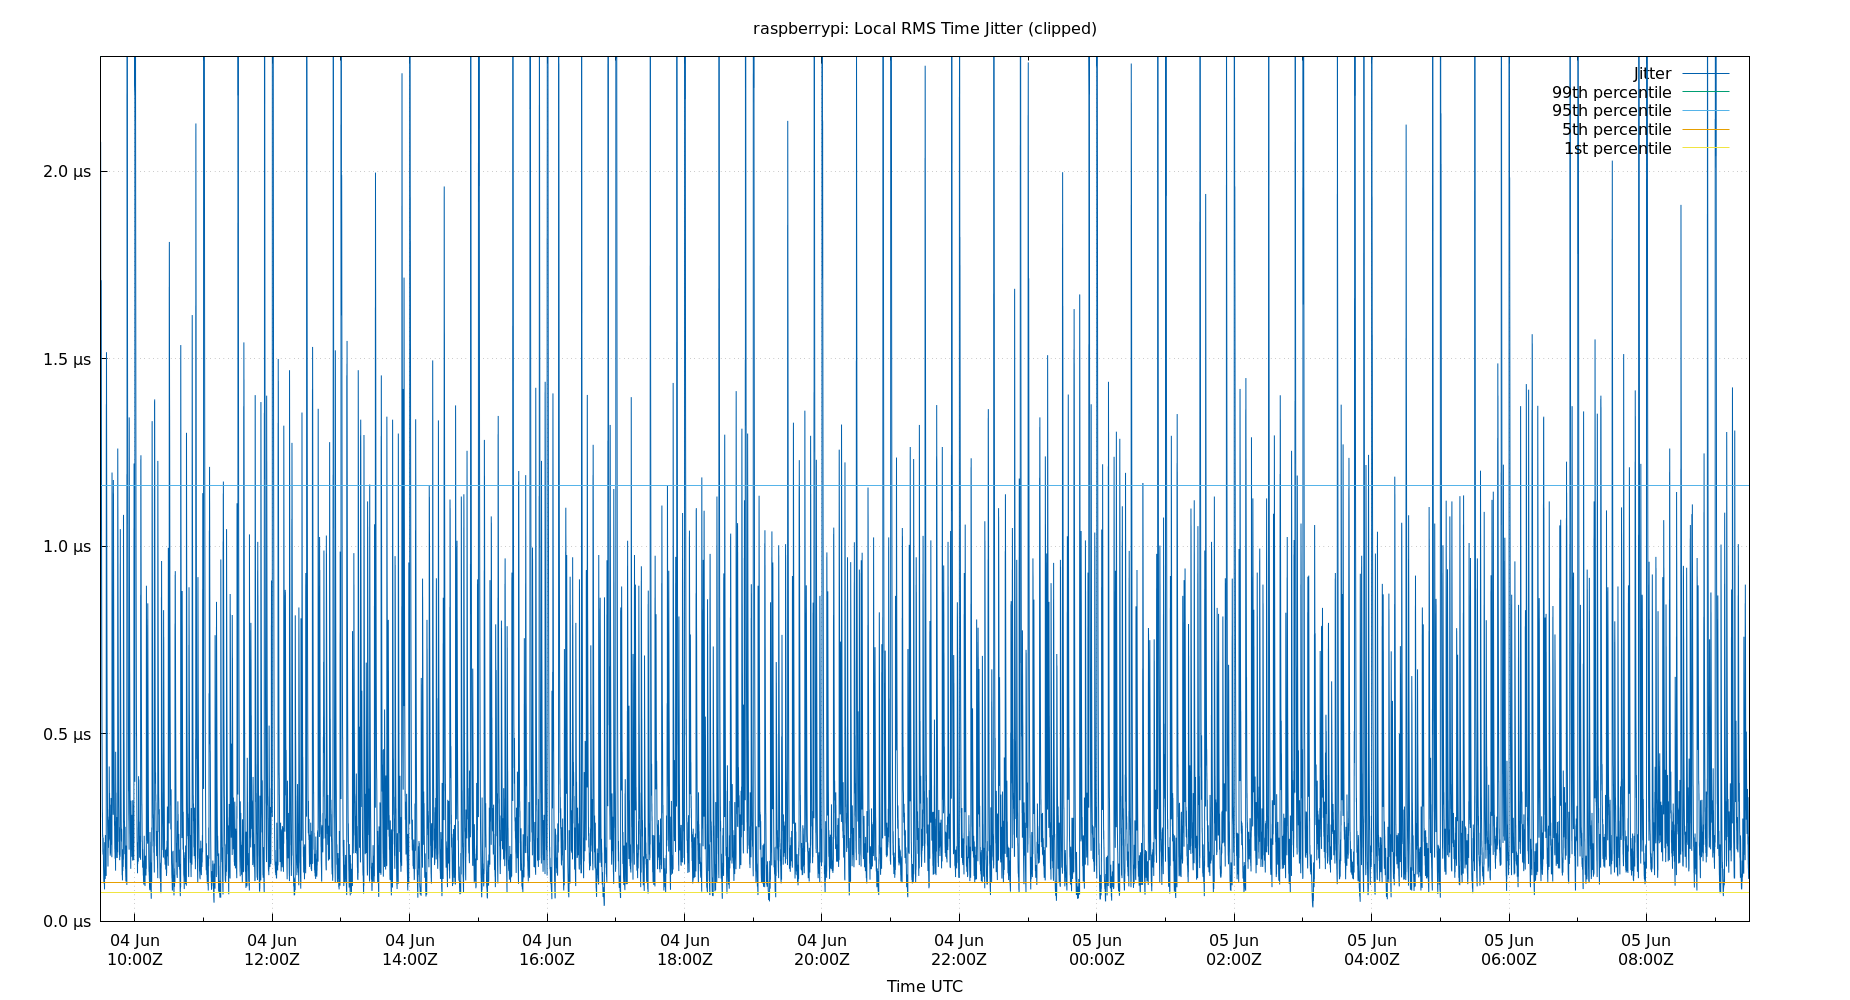 raspberrypi: Local RMS Time Jitter (clipped)
Jitter
99th percentile
95th percentile
5th percentile
1st percentile
2.0 µs
1.5 µs
1.0 µs
0.5 µs
0.0 µs
04 Jun 04 Jun 04 Jun 04 Jun 04 Jun 04 Jun 04 Jun 05 Jun 05 Jun 05 Jun 05 Jun 05 Jun
10:00Z 12:00Z 14:00Z 16:00Z 18:00Z 20:00Z 22:00Z 00:00Z 02:00Z 04:00Z 06:00Z 08:00Z
Time UTC